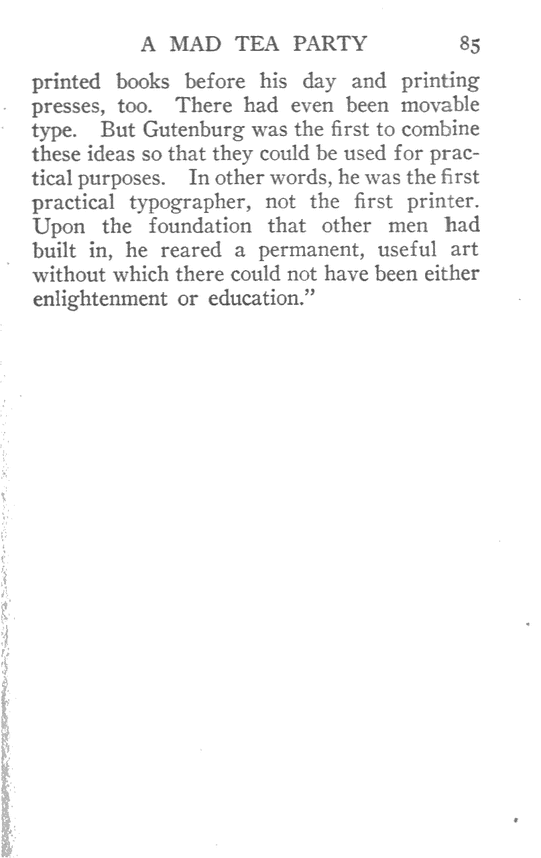 A MAD TEA PARTY 85
printed books before his day and printing
presses, too. There had even been movable
type. But Gutenburg was the first to combine
these ideas so that they could be used for prac-
tical purposes. In other words, he was the first
practical typographer, not the first printer.
Upon the foundation that other men had
built in, he reared a permanent, useful art
without which there could not have been either
enlightenment or education.”